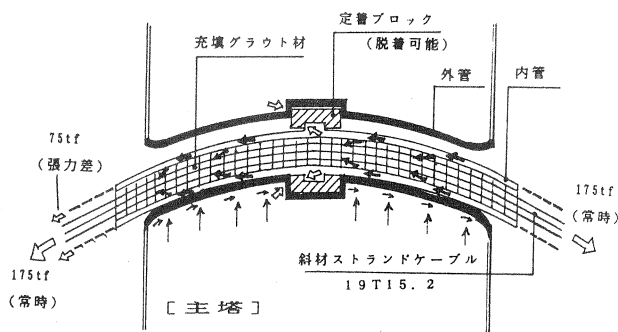 定着ブロック
(脱着可能)
充填グラウト材
外管
内管
75tf
(張力差)
175tf
(常時)
175tf
(常時)
斜材ストランドケーブル
19T15.2
[主塔]